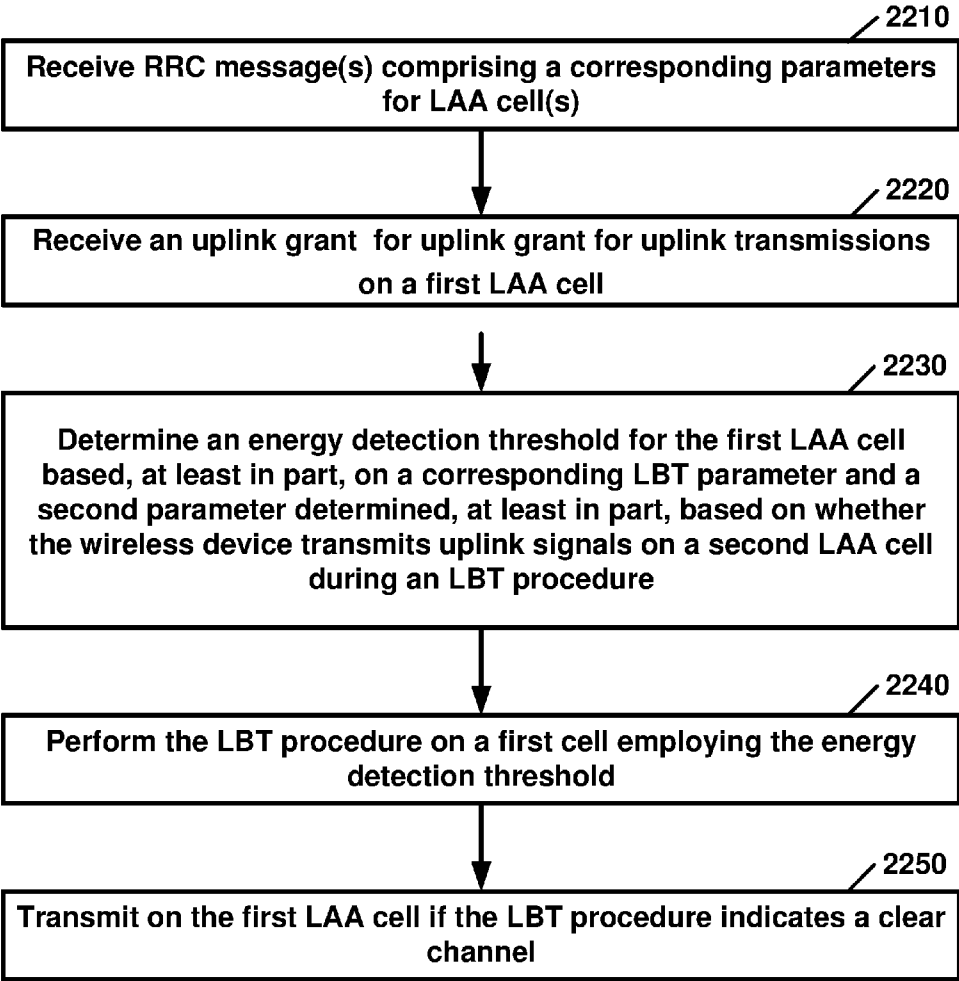 2210
Receive RRC message(s) comprising a corresponding parameters
for LAA cell(s)
2220
Receive an uplink grant for uplink grant for uplink transmissions
on a first LAA cell
2230
Determine an energy detection threshold for the first LAA cell
based, at least in part, on a corresponding LBT parameter and a
second parameter determined, at least in part, based on whether
the wireless device transmits uplink signals on a second LAA cell
during an LBT procedure
2240
Perform the LBT procedure on a first cell employing the energy
detection threshold
2250
Transmit on the first LAA cell if the LBT procedure indicates a clear
channel